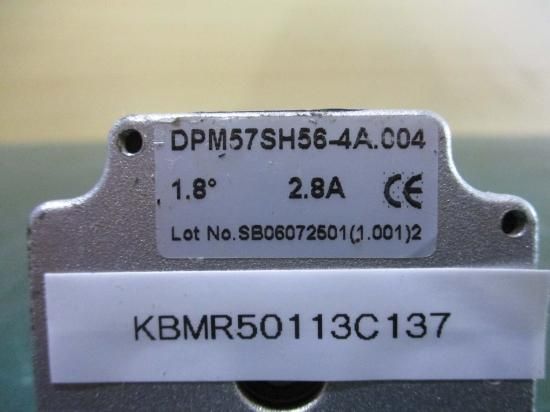 DPM57SH56-4A.004
1.8° 2.8A CE
Lot No.SB06072501(1.001)2
KBMR50113C137